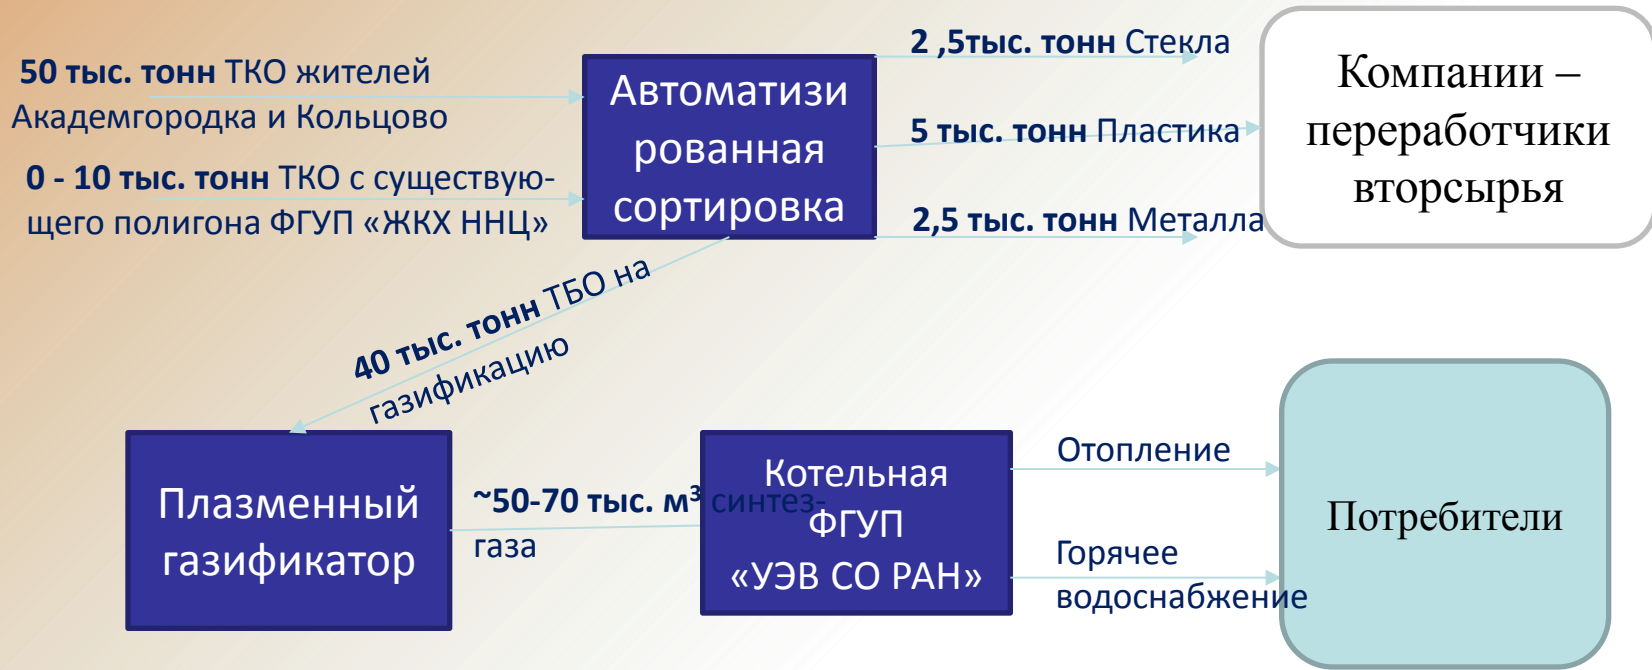 50 тыс. тонн ТКО жителей
Академгородка и Кольцово
0 - 10 тыс. тонн ТКО с существую-
щего полигона ФГУП «ЖКХ ННЦ»
Автоматизи
рованная
сортировка
2 ,5тыс. тонн Стекла
5 тыс. тонн Пластика
2,5 тыс. тонн Металла
Компании –
переработчики
вторсырья
40 тыс. тонн ТБО на
газификацию
Плазменный
газификатор
~50-70 тыс. м³ синтез-
газа
Котельная
ФГУП
«УЭВ СО РАН»
Отопление
Горячее
водоснабжение
Потребители